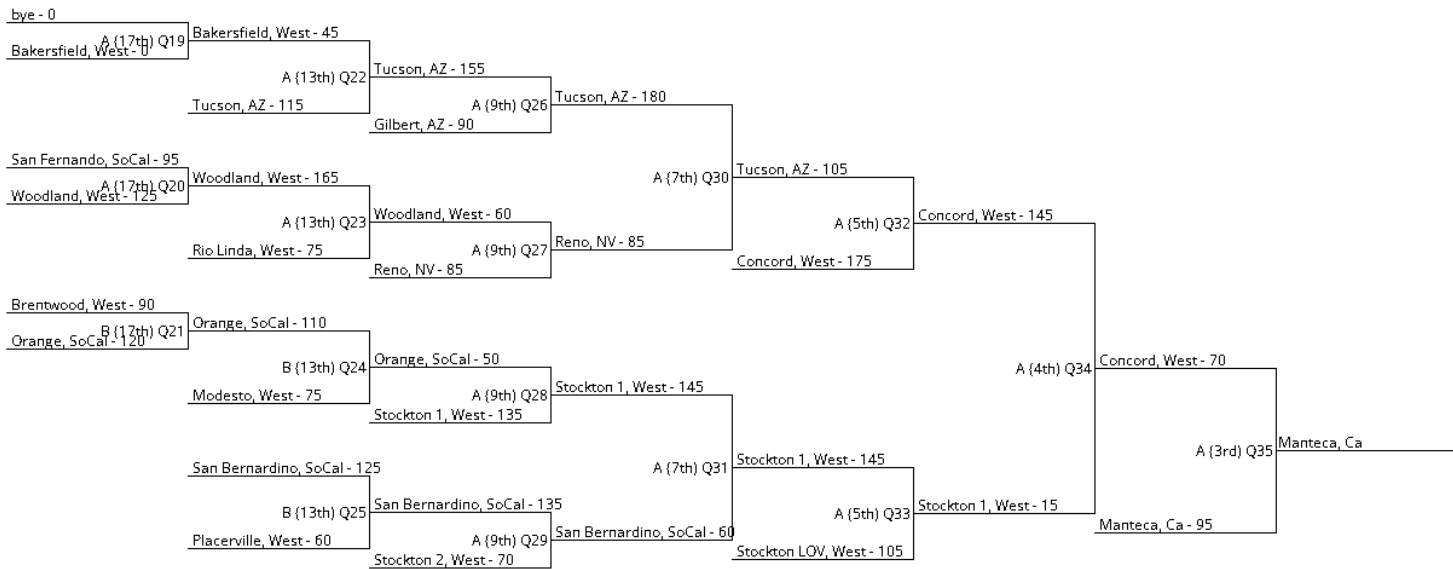 bye - 0
A (17th) Q19
Bakersfield, West - 0
Bakersfield, West - 45
A (13th) Q22
Tucson, AZ - 115
Tucson, AZ - 155
A (9th) Q26
Gilbert, AZ - 90
Tucson, AZ - 180
San Fernando, SoCal - 95
A (17th) Q20
Woodland, West - 125
Woodland, West - 165
A (13th) Q23
Rio Linda, West - 75
Woodland, West - 60
A (9th) Q27
Reno, NV - 85
Reno, NV - 85
A (7th) Q30
Tucson, AZ - 105
A (5th) Q32
Concord, West - 175
Concord, West - 145
Brentwood, West - 90
B (17th) Q21
Orange, SoCal - 120
Orange, SoCal - 110
B (13th) Q24
Modesto, West - 75
Orange, SoCal - 50
A (9th) Q28
Stockton 1, West - 135
Stockton 1, West - 145
San Bernardino, SoCal - 125
B (13th) Q25
Placerville, West - 60
San Bernardino, SoCal - 135
A (9th) Q29
Stockton 2, West - 70
San Bernardino, SoCal - 60
A (7th) Q31
Stockton 1, West - 145
A (5th) Q33
Stockton LOV, West - 105
Stockton 1, West - 15
A (4th) Q34
Concord, West - 70
A (3rd) Q35
Manteca, Ca - 95
Manteca, Ca